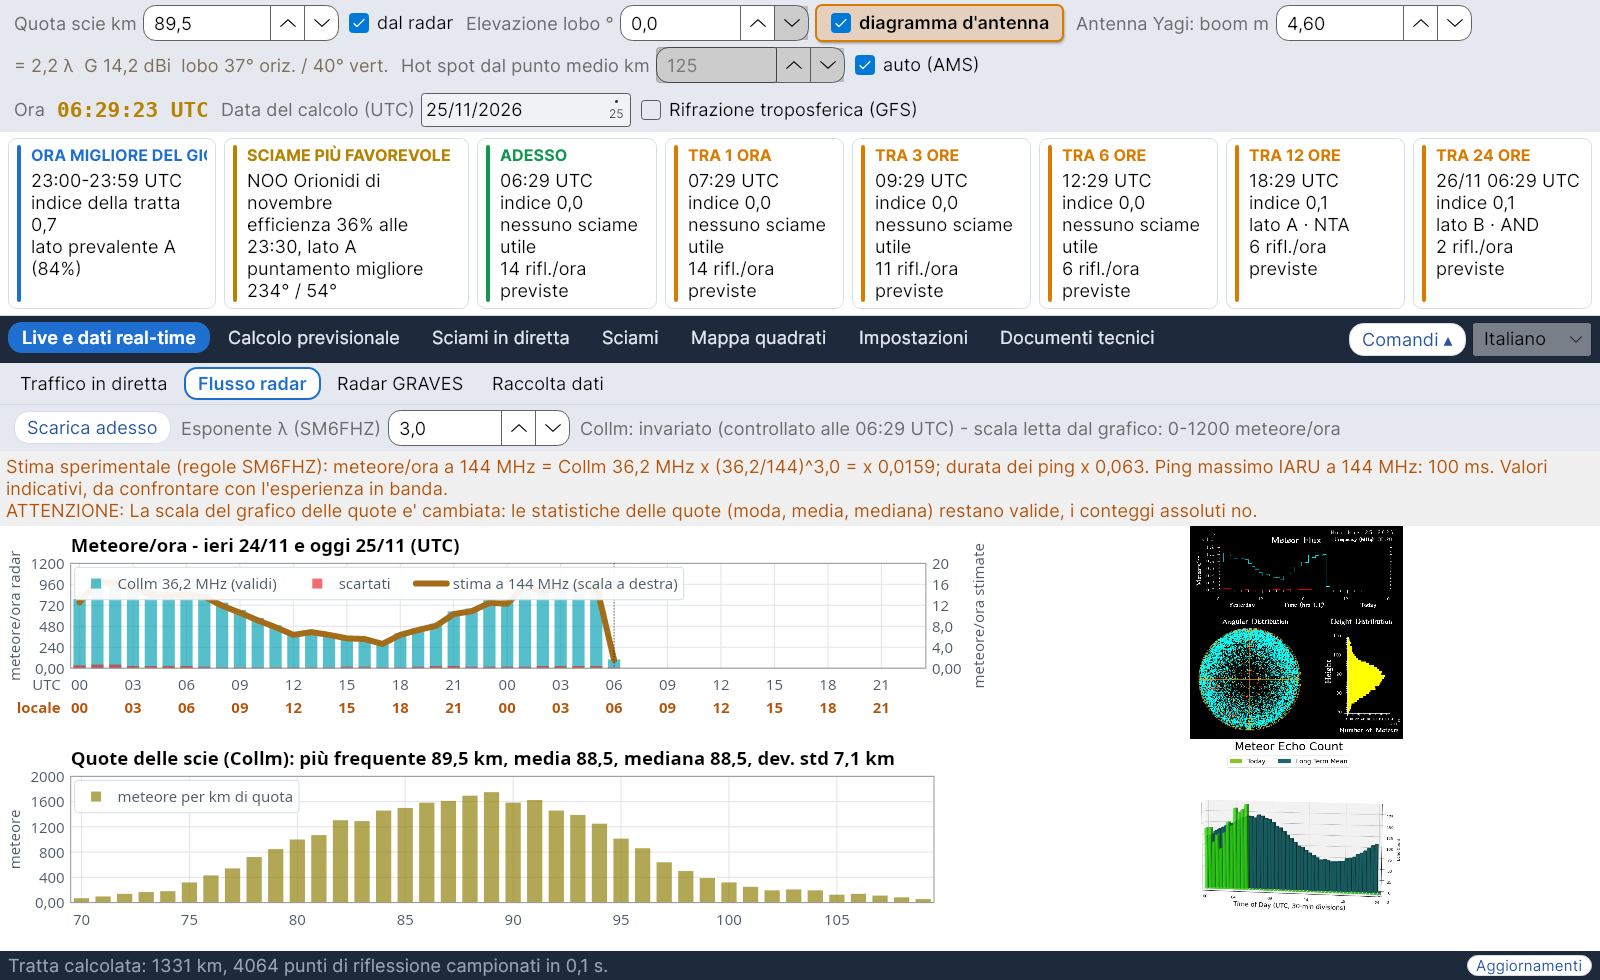 Quota scie km 89,5 dal radar Elevazione lobo ° 0,0 diagramma d'antenna Antenna Yagi: boom m 4,60
= 2,2 λ G 14,2 dBi lobo 37° oriz. / 40° vert. Hot spot dal punto medio km 125 auto (AMS)
Ora 06:29:23 UTC Data del calcolo (UTC) 25/11/2026 25 Rifrazione troposferica (GFS)
ORA MIGLIORE DEL GI
23:00-23:59 UTC
indice della tratta
0,7
lato prevalente A
(84%)
SCIAME PIÙ FAVOREVOLE
NOO Orionidi di
novembre
efficienza 36% alle
23:30, lato A
puntamento migliore
234° / 54°
ADESSO
06:29 UTC
indice 0,0
nessuno sciame
utile
14 rifl./ora
previste
TRA 1 ORA
07:29 UTC
indice 0,0
nessuno sciame
utile
14 rifl./ora
previste
TRA 3 ORE
09:29 UTC
indice 0,0
nessuno sciame
utile
11 rifl./ora
previste
TRA 6 ORE
12:29 UTC
indice 0,0
nessuno sciame
utile
6 rifl./ora
previste
TRA 12 ORE
18:29 UTC
indice 0,1
lato A · NTA
6 rifl./ora
previste
TRA 24 ORE
26/11 06:29 UTC
indice 0,1
lato B · AND
2 rifl./ora
previste
Live e dati real-time Calcolo previsionale Sciami in diretta Sciami Mappa quadrati Impostazioni Documenti tecnici Comandi ▴ Italiano
Traffico in diretta Flusso radar Radar GRAVES Raccolta dati
Scarica adesso Esponente λ (SM6FHZ) 3,0 Collm: invariato (controllato alle 06:29 UTC) - scala letta dal grafico: 0-1200 meteore/ora
Stima sperimentale (regole SM6FHZ): meteore/ora a 144 MHz = Collm 36,2 MHz x (36,2/144)^3,0 = x 0,0159; durata dei ping x 0,063. Ping massimo IARU a 144 MHz: 100 ms. Valori
indicativi, da confrontare con l'esperienza in banda.
ATTENZIONE: La scala del grafico delle quote e' cambiata: le statistiche delle quote (moda, media, mediana) restano valide, i conteggi assoluti no.
Meteore/ora - ieri 24/11 e oggi 25/11 (UTC)
meteore/ora radar
1200
960
720
480
240
0,00
Collm 36,2 MHz (validi) scartati stima a 144 MHz (scala a destra)
20
16
12
8,0
4,0
0,00
meteore/ora stimate
UTC 00 03 06 09 12 15 18 21 00 03 06 09 12 15 18 21
locale 00 03 06 09 12 15 18 21 00 03 06 09 12 15 18 21
Quote delle scie (Collm): più frequente 89,5 km, media 88,5, mediana 88,5, dev. std 7,1 km
meteore
2000
1600
1200
800
400
0,00
meteore per km di quota
70 75 80 85 90 95 100 105
Meteor Flux
Yesterday Time (hrs UT) Today
Angular Distribution Height Distribution
Height
Number of Meteors
Meteor Echo Count
Today Long Term Mean
Time of Day (UTC, 30-min divisions)
Tratta calcolata: 1331 km, 4064 punti di riflessione campionati in 0,1 s. Aggiornamenti